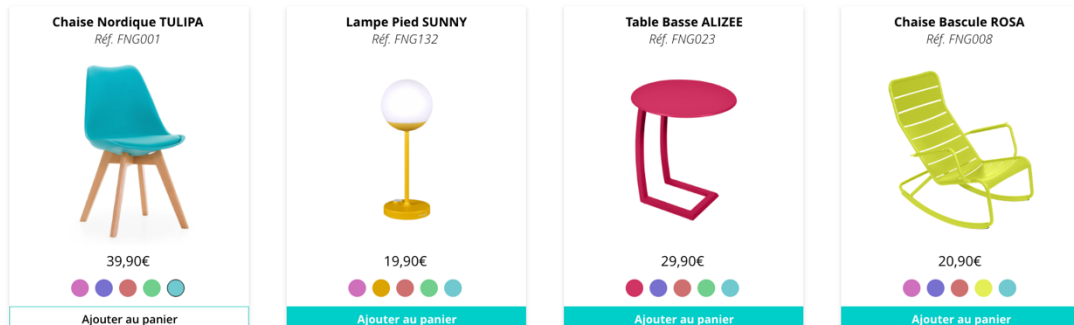 Chaise Nordique TULIPA
Réf. FNG001
39,90€
Ajouter au panier
Lampe Pied SUNNY
Réf. FNG132
19,90€
Ajouter au panier
Table Basse ALIZEE
Réf. FNG023
29,90€
Ajouter au panier
Chaise Bascule ROSA
Réf. FNG008
20,90€
Ajouter au panier